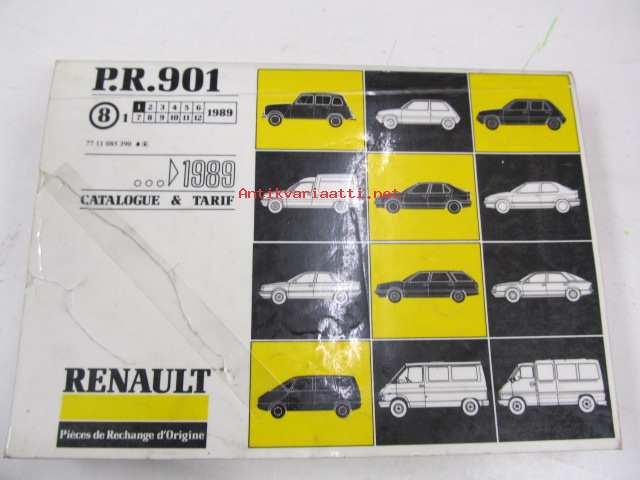 P.R.901
8 1 1 2 3 4 5 6 1989
7 8 9 10 11 12
77 11 085 390
...1989
Antikvariaatti.net
CATALOGUE & TARIF
RENAULT
Pièces de Rechange d'Origine